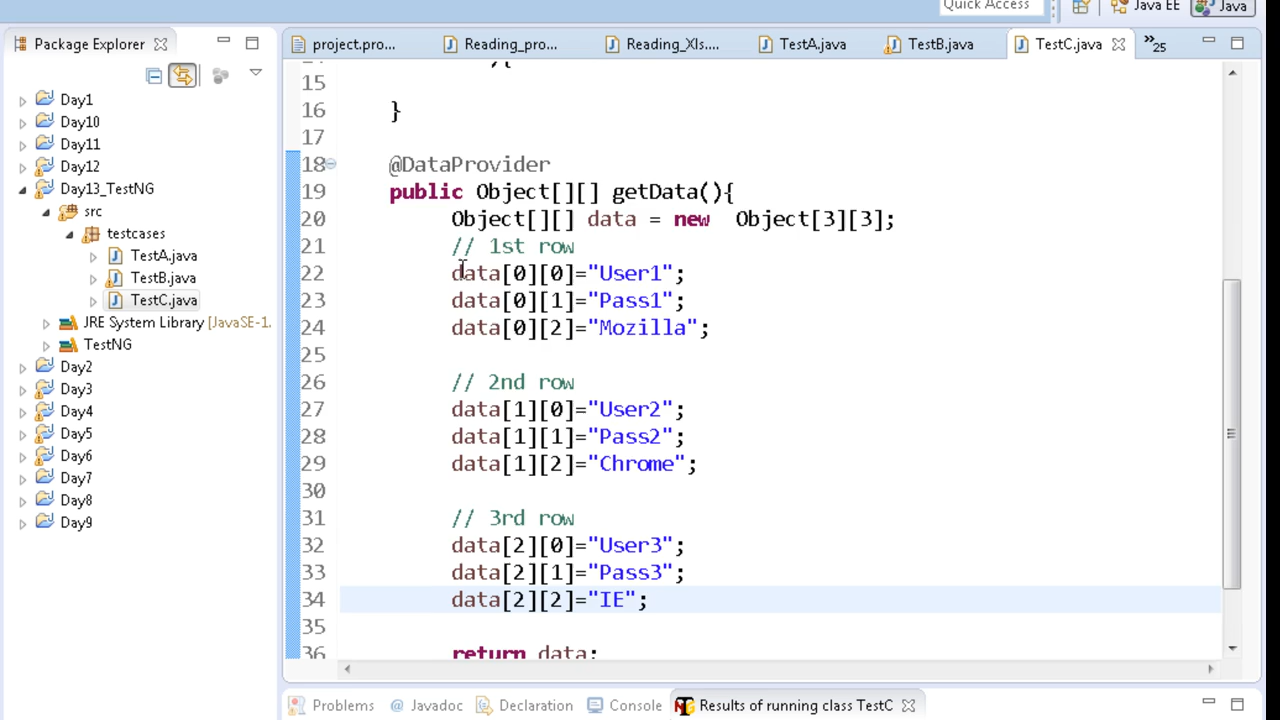 Quick Access
Java EE
Java
Package Explorer
project.pro...
Reading_pro...
Reading_Xls....
TestA.java
TestB.java
TestC.java
»25
Day1
Day10
Day11
Day12
Day13_TestNG
src
testcases
TestA.java
TestB.java
TestC.java
JRE System Library [JavaSE-1.
TestNG
Day2
Day3
Day4
Day5
Day6
Day7
Day8
Day9
15
16 }
17
18 @DataProvider
19 public Object[][] getData(){
20 Object[][] data = new Object[3][3];
21 // 1st row
22 data[0][0]="User1";
23 data[0][1]="Pass1";
24 data[0][2]="Mozilla";
25
26 // 2nd row
27 data[1][0]="User2";
28 data[1][1]="Pass2";
29 data[1][2]="Chrome";
30
31 // 3rd row
32 data[2][0]="User3";
33 data[2][1]="Pass3";
34 data[2][2]="IE";
35
36 return data;
Problems
@ Javadoc
Declaration
Console
Results of running class TestC